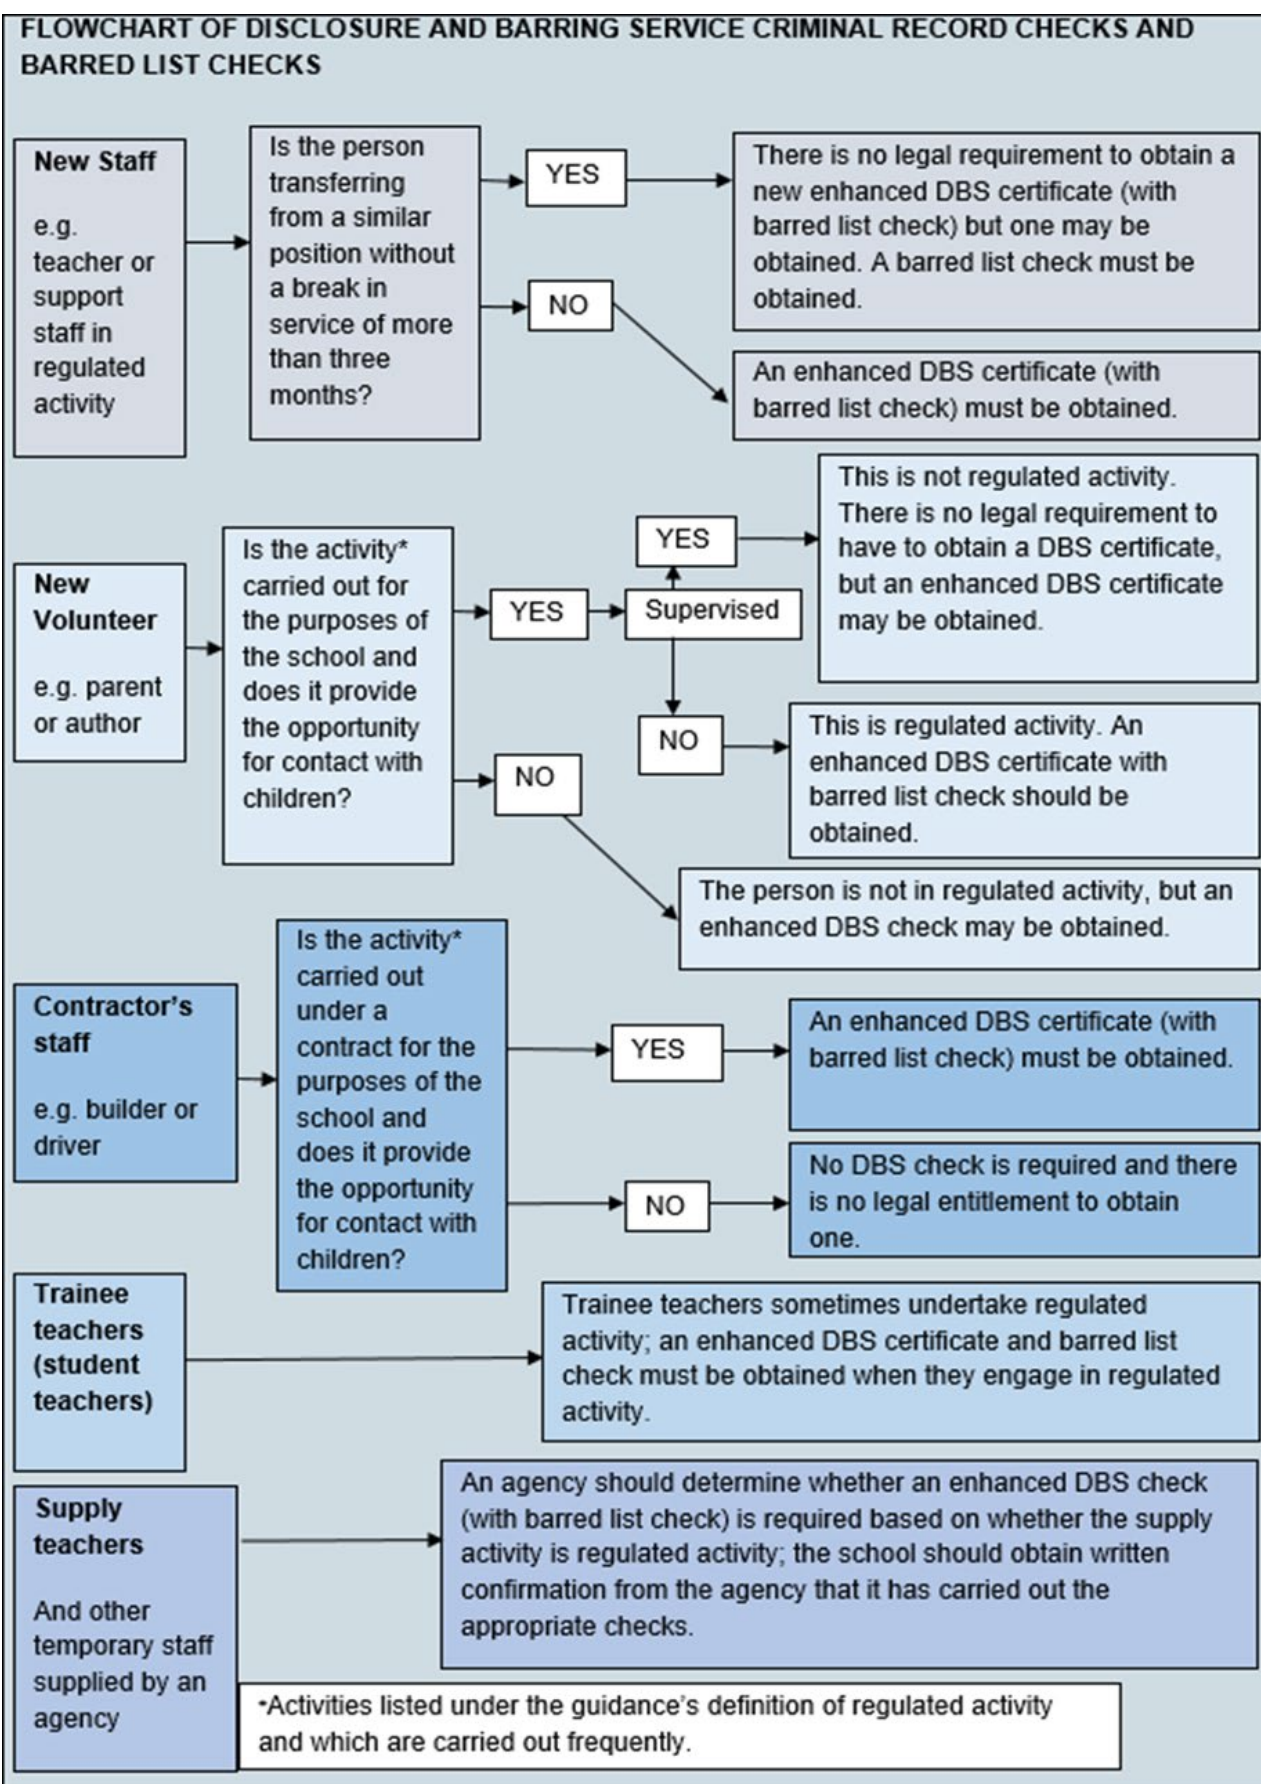 FLOWCHART OF DISCLOSURE AND BARRING SERVICE CRIMINAL RECORD CHECKS AND
BARRED LIST CHECKS
New Staff
e.g.
teacher or
support
staff in
regulated
activity
Is the person
transferring
from a similar
position without
a break in
service of more
than three
months?
YES
There is no legal requirement to obtain a
new enhanced DBS certificate (with
barred list check) but one may be
obtained. A barred list check must be
obtained.
NO
An enhanced DBS certificate (with
barred list check) must be obtained.
New
Volunteer
e.g. parent
or author
Is the activity*
carried out for
the purposes of
the school and
does it provide
the opportunity
for contact with
children?
YES
Supervised
YES
This is not regulated activity.
There is no legal requirement to
have to obtain a DBS certificate,
but an enhanced DBS certificate
may be obtained.
NO
This is regulated activity. An
enhanced DBS certificate with
barred list check should be
obtained.
NO
The person is not in regulated activity, but an
enhanced DBS check may be obtained.
Contractor's
staff
e.g. builder or
driver
Is the activity*
carried out
under a
contract for the
purposes of the
school and
does it provide
the opportunity
for contact with
children?
YES
An enhanced DBS certificate (with
barred list check) must be obtained.
NO
No DBS check is required and there
is no legal entitlement to obtain
one.
Trainee
teachers
(student
teachers)
Trainee teachers sometimes undertake regulated
activity; an enhanced DBS certificate and barred list
check must be obtained when they engage in regulated
activity.
Supply
teachers
And other
temporary staff
supplied by an
agency
An agency should determine whether an enhanced DBS check
(with barred list check) is required based on whether the supply
activity is regulated activity; the school should obtain written
confirmation from the agency that it has carried out the
appropriate checks.
*Activities listed under the guidance's definition of regulated activity
and which are carried out frequently.